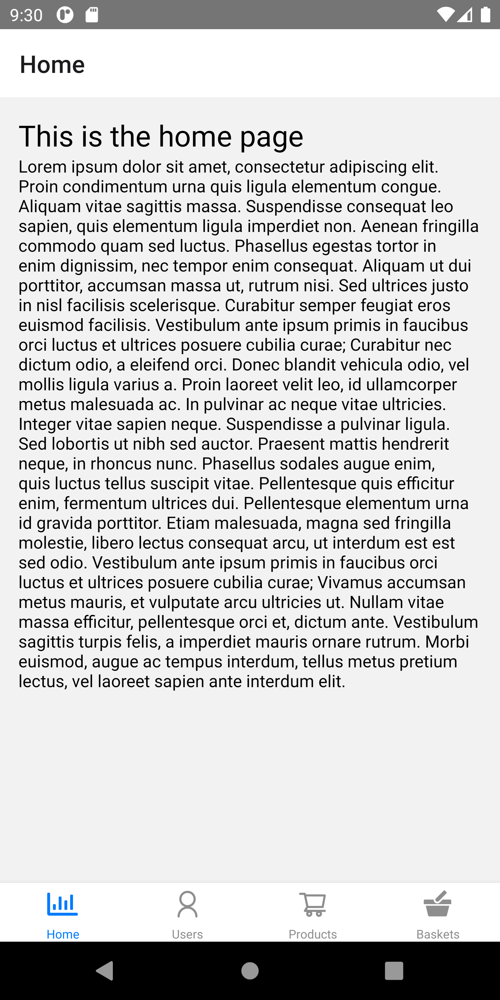 9:30
Home
This is the home page
Lorem ipsum dolor sit amet, consectetur adipiscing elit.
Proin condimentum urna quis ligula elementum congue.
Aliquam vitae sagittis massa. Suspendisse consequat leo
sapien, quis elementum ligula imperdiet non. Aenean fringilla
commodo quam sed luctus. Phasellus egestas tortor in
enim dignissim, nec tempor enim consequat. Aliquam ut dui
porttitor, accumsan massa ut, rutrum nisi. Sed ultrices justo
in nisl facilisis scelerisque. Curabitur semper feugiat eros
euismod facilisis. Vestibulum ante ipsum primis in faucibus
orci luctus et ultrices posuere cubilia curae; Curabitur nec
dictum odio, a eleifend orci. Donec blandit vehicula odio, vel
mollis ligula varius a. Proin laoreet velit leo, id ullamcorper
metus malesuada ac. In pulvinar ac neque vitae ultricies.
Integer vitae sapien neque. Suspendisse a pulvinar ligula.
Sed lobortis ut nibh sed auctor. Praesent mattis hendrerit
neque, in rhoncus nunc. Phasellus sodales augue enim,
quis luctus tellus suscipit vitae. Pellentesque quis efficitur
enim, fermentum ultrices dui. Pellentesque elementum urna
id gravida porttitor. Etiam malesuada, magna sed fringilla
molestie, libero lectus consequat arcu, ut interdum est est
sed odio. Vestibulum ante ipsum primis in faucibus orci
luctus et ultrices posuere cubilia curae; Vivamus accumsan
metus mauris, et vulputate arcu ultricies ut. Nullam vitae
massa efficitur, pellentesque orci et, dictum ante. Vestibulum
sagittis turpis felis, a imperdiet mauris ornare rutrum. Morbi
euismod, augue ac tempus interdum, tellus metus pretium
lectus, vel laoreet sapien ante interdum elit.
Home
Users
Products
Baskets